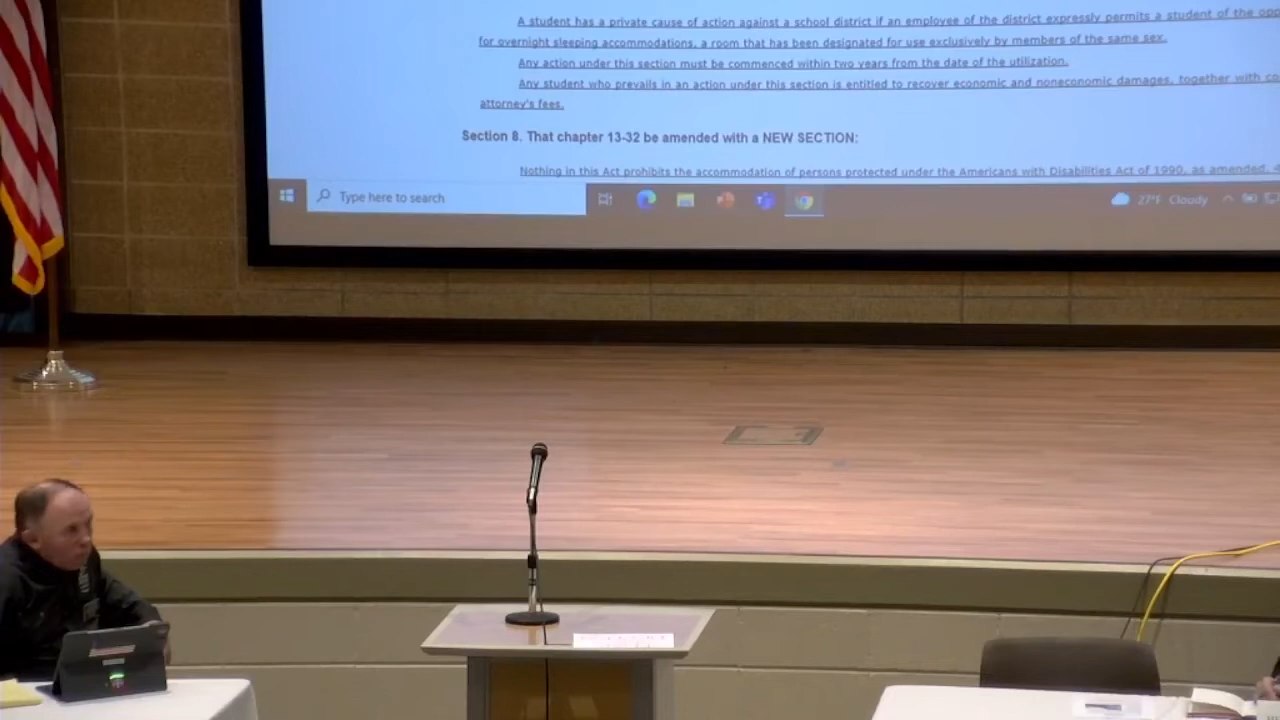 A student has a private cause of action against a school district if an employee of the district expressly permits a student of the opp
for overnight sleeping accommodations, a room that has been designated for use exclusively by members of the same sex.
Any action under this section must be commenced within two years from the date of the utilization.
Any student who prevails in an action under this section is entitled to recover economic and noneconomic damages, together with co
attorney's fees.
Section 8. That chapter 13-32 be amended with a NEW SECTION:
Nothing in this Act prohibits the accommodation of persons protected under the Americans with Disabilities Act of 1990, as amended,
Type here to search
27°F Cloudy